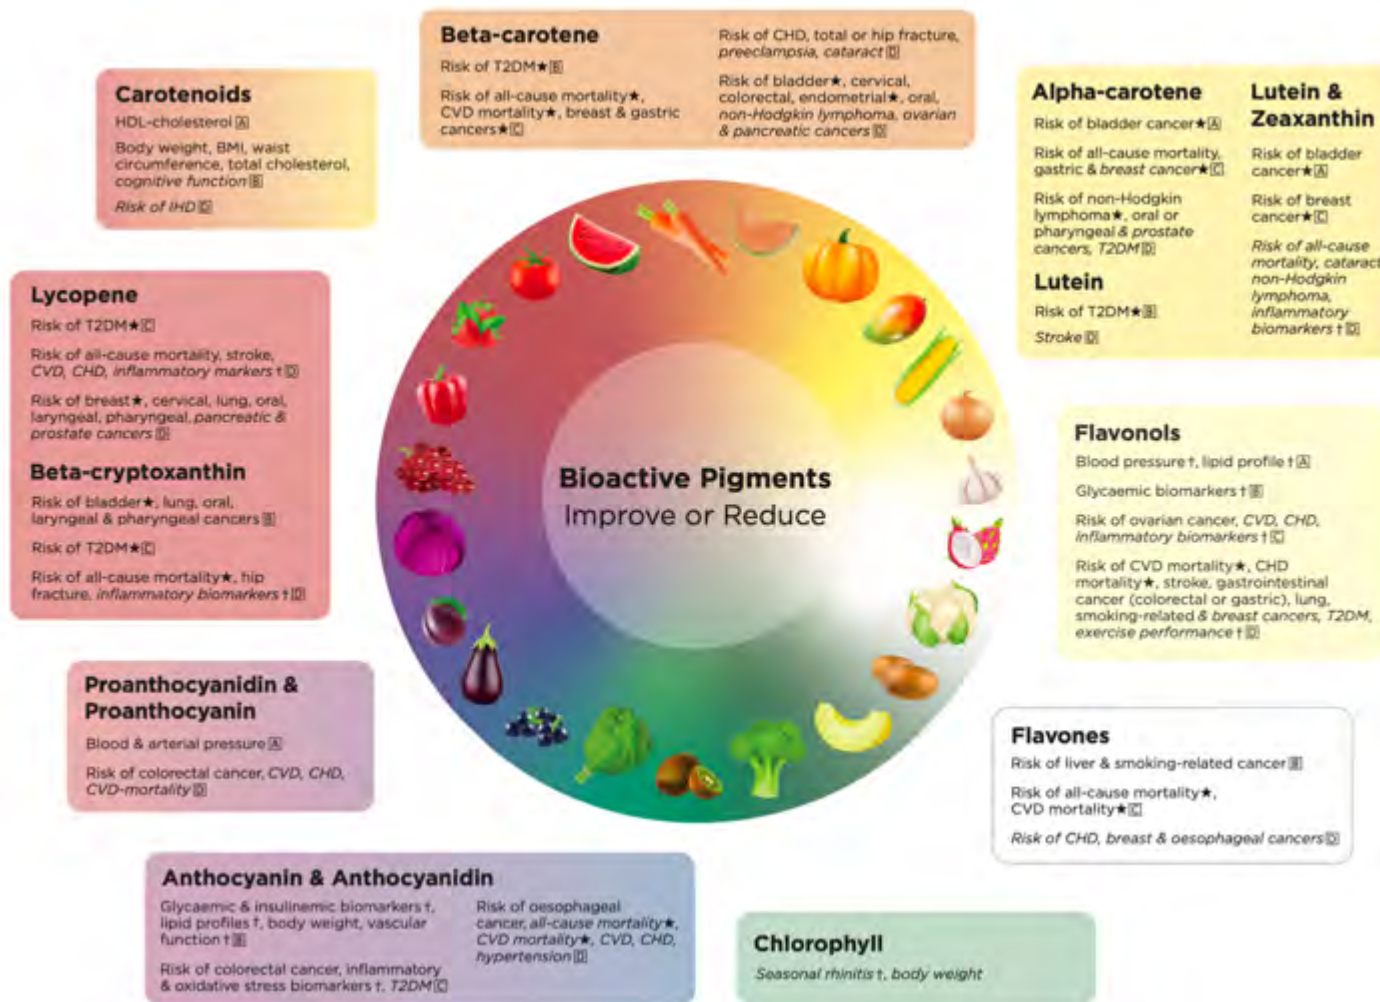 Beta-carotene
Risk of T2DM★ B
Risk of all-cause mortality★,
CVD mortality★, breast & gastric
cancers★ C
Risk of CHD, total or hip fracture,
preeclampsia, cataract D
Risk of bladder★, cervical,
colorectal, endometrial★, oral,
non-Hodgkin lymphoma, ovarian
& pancreatic cancers D
Carotenoids
HDL-cholesterol A
Body weight, BMI, waist
circumference, total cholesterol,
cognitive function B
Risk of IHD D
Alpha-carotene
Risk of bladder cancer★ A
Risk of all-cause mortality,
gastric & breast cancer★ C
Risk of non-Hodgkin
lymphoma★, oral or
pharyngeal & prostate
cancers, T2DM D
Lutein
Risk of T2DM★ B
Stroke D
Lutein &
Zeaxanthin
Risk of bladder
cancer★ A
Risk of breast
cancer★ C
Risk of all-cause
mortality, cataract
non-Hodgkin
lymphoma,
inflammatory
biomarkers † D
Lycopene
Risk of T2DM★ C
Risk of all-cause mortality, stroke,
CVD, CHD, inflammatory markers † D
Risk of breast★, cervical, lung, oral,
laryngeal, pharyngeal, pancreatic &
prostate cancers D
Beta-cryptoxanthin
Risk of bladder★, lung, oral,
laryngeal & pharyngeal cancers B
Risk of T2DM★ C
Risk of all-cause mortality★, hip
fracture, inflammatory biomarkers † D
Bioactive Pigments
Improve or Reduce
Flavonols
Blood pressure †, lipid profile † A
Glycaemic biomarkers † B
Risk of ovarian cancer, CVD, CHD,
inflammatory biomarkers † C
Risk of CVD mortality★, CHD
mortality★, stroke, gastrointestinal
cancer (colorectal or gastric), lung,
smoking-related & breast cancers, T2DM,
exercise performance † D
Proanthocyanidin &
Proanthocyanin
Blood & arterial pressure A
Risk of colorectal cancer, CVD, CHD,
CVD-mortality D
Flavones
Risk of liver & smoking-related cancer B
Risk of all-cause mortality★,
CVD mortality★ C
Risk of CHD, breast & oesophageal cancers D
Anthocyanin & Anthocyanidin
Glycaemic & insulinemic biomarkers †,
lipid profiles †, body weight, vascular
function † B
Risk of colorectal cancer, inflammatory
& oxidative stress biomarkers †, T2DM C
Risk of oesophageal
cancer, all-cause mortality★,
CVD mortality★, CVD, CHD,
hypertension D
Chlorophyll
Seasonal rhinitis †, body weight